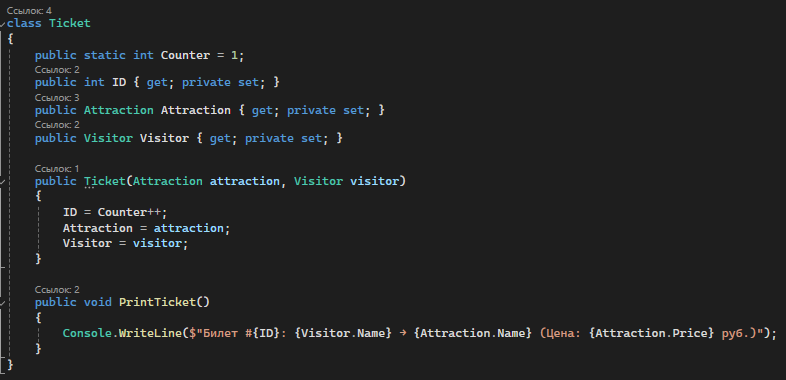 Ссылок: 4
class Ticket
{
public static int Counter = 1;
Ссылок: 2
public int ID { get; private set; }
Ссылок: 3
public Attraction Attraction { get; private set; }
Ссылок: 2
public Visitor Visitor { get; private set; }
Ссылок: 1
public Ticket(Attraction attraction, Visitor visitor)
{
ID = Counter++;
Attraction = attraction;
Visitor = visitor;
}
Ссылок: 2
public void PrintTicket()
{
Console.WriteLine($"Билет #{ID}: {Visitor.Name} → {Attraction.Name} (Цена: {Attraction.Price} руб.)");
}
}